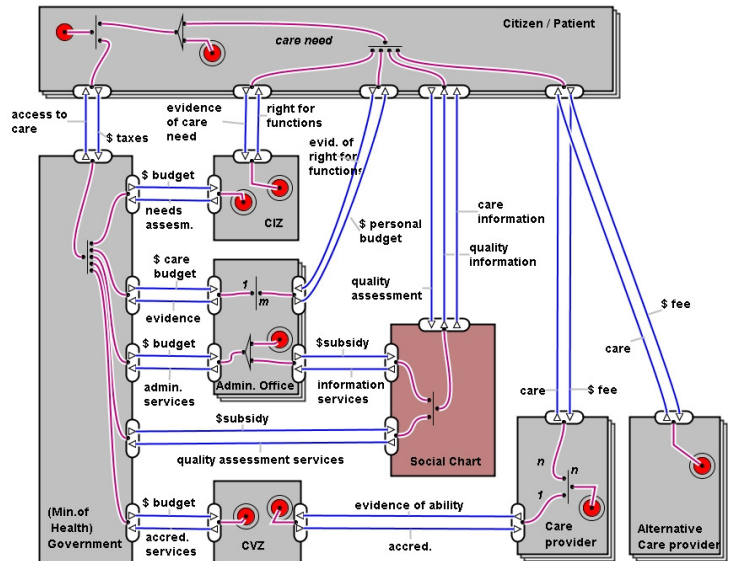 Citizen / Patient
care need
access to
care
$ taxes
evidence
of care
need
right for
functions
evid. of
right for
functions
$ budget
needs
assesm.
CIZ
$ personal
budget
care
information
quality
information
quality
assessment
$ care
budget
evidence
1
m
$ budget
admin.
services
Admin. Office
$subsidy
information
services
$ fee
care
care
$ fee
$subsidy
quality assessment services
Social Chart
(Min.of
Health)
Government
$ budget
accred.
services
CVZ
evidence of ability
accred.
n
n
1
Care
provider
Alternative
Care provider